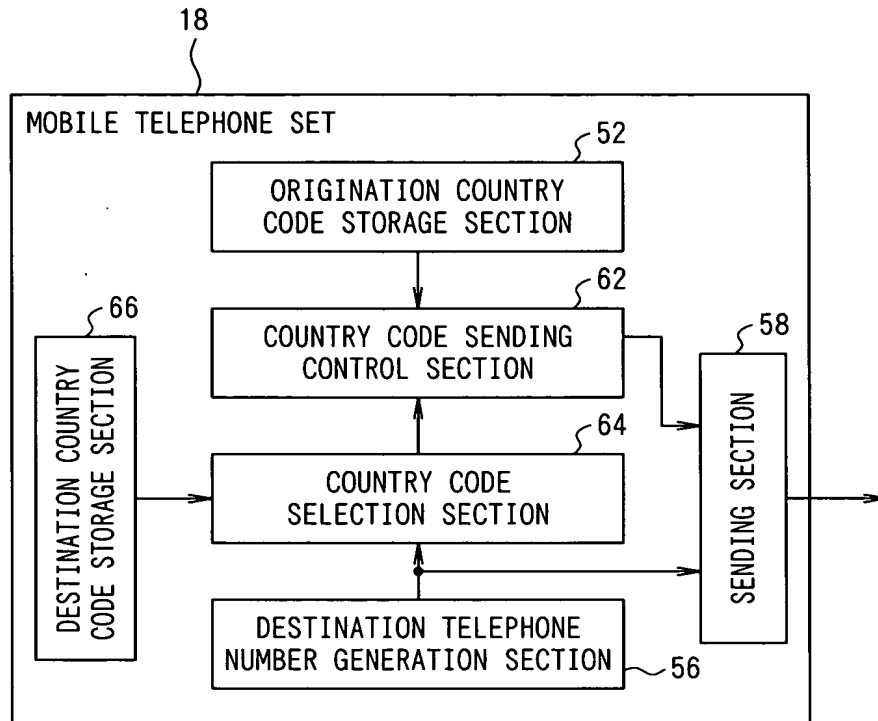 18
MOBILE TELEPHONE SET
52
ORIGINATION COUNTRY
CODE STORAGE SECTION
66
62
58
COUNTRY CODE SENDING
CONTROL SECTION
DESTINATION COUNTRY
CODE STORAGE SECTION
64
COUNTRY CODE
SELECTION SECTION
SENDING SECTION
DESTINATION TELEPHONE
NUMBER GENERATION SECTION
56